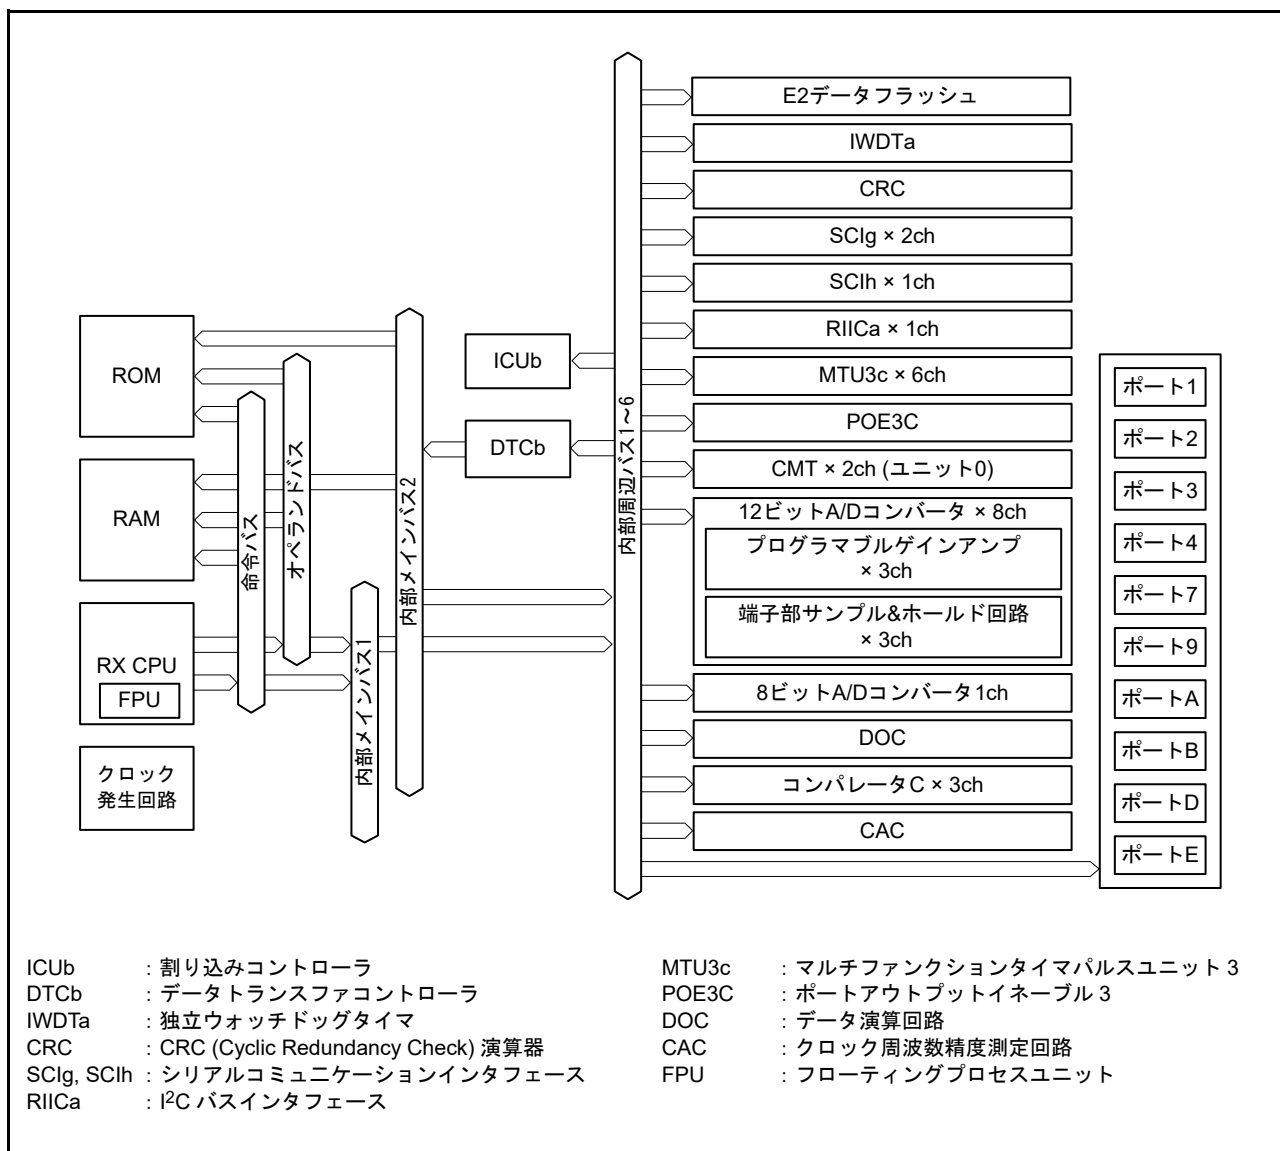 E2データフラッシュ
IWDTa
CRC
SCIg × 2ch
SCIh × 1ch
RIICa × 1ch
MTU3c × 6ch
POE3C
CMT × 2ch (ユニット0)
12ビットA/Dコンバータ × 8ch
プログラマブルゲインアンプ
× 3ch
端子部サンプル&ホールド回路
× 3ch
8ビットA/Dコンバータ1ch
DOC
コンパレータC × 3ch
CAC
ROM
RAM
RX CPU
FPU
クロック
発生回路
命令バス
オペランドバス
内部メインバス1
内部メインバス2
ICUb
DTCb
内部周辺バス1～6
ポート1
ポート2
ポート3
ポート4
ポート7
ポート9
ポートA
ポートB
ポートD
ポートE
ICUb : 割り込みコントローラ
DTCb : データトランスファコントローラ
IWDTa : 独立ウォッチドッグタイマ
CRC : CRC (Cyclic Redundancy Check) 演算器
SCIg, SCIh : シリアルコミュニケーションインタフェース
RIICa : I²C バスインタフェース
MTU3c : マルチファンクションタイマパルスユニット 3
POE3C : ポートアウトプットイネーブル 3
DOC : データ演算回路
CAC : クロック周波数精度測定回路
FPU : フローティングプロセスユニット